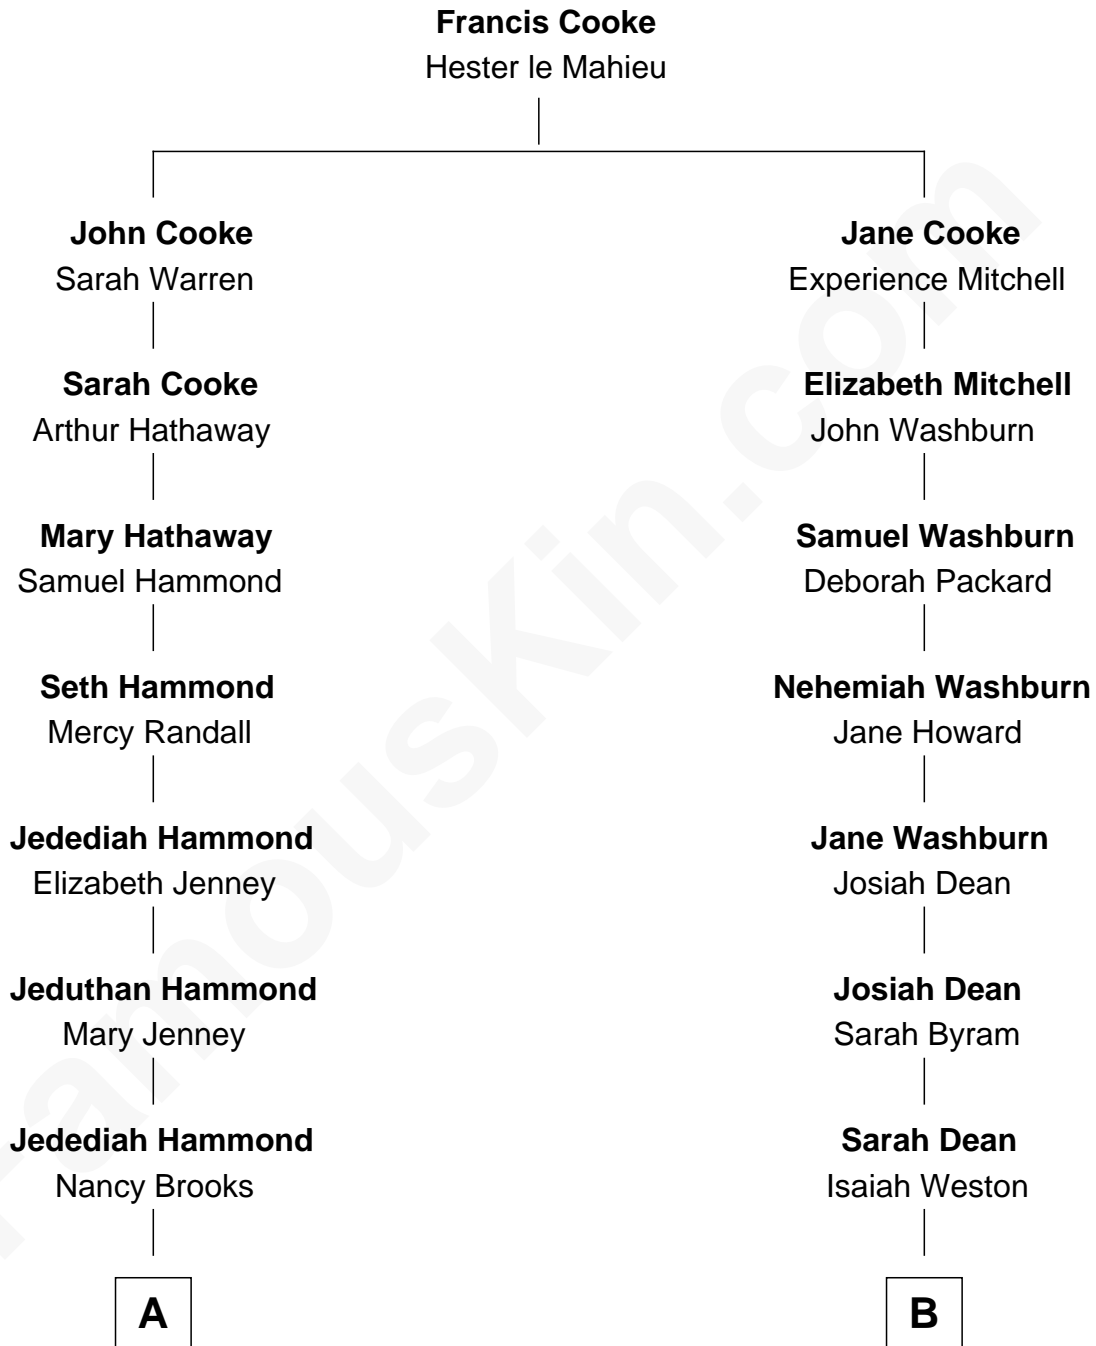 Francis Cooke
Hester le Mahieu
John Cooke
Sarah Warren
Jane Cooke
Experience Mitchell
Sarah Cooke
Arthur Hathaway
Elizabeth Mitchell
John Washburn
Mary Hathaway
Samuel Hammond
Samuel Washburn
Deborah Packard
Seth Hammond
Mercy Randall
Nehemiah Washburn
Jane Howard
Jedediah Hammond
Elizabeth Jenney
Jane Washburn
Josiah Dean
Jeduthan Hammond
Mary Jenney
Josiah Dean
Sarah Byram
Jedediah Hammond
Nancy Brooks
Sarah Dean
Isaiah Weston
A
B
FamousKin.com